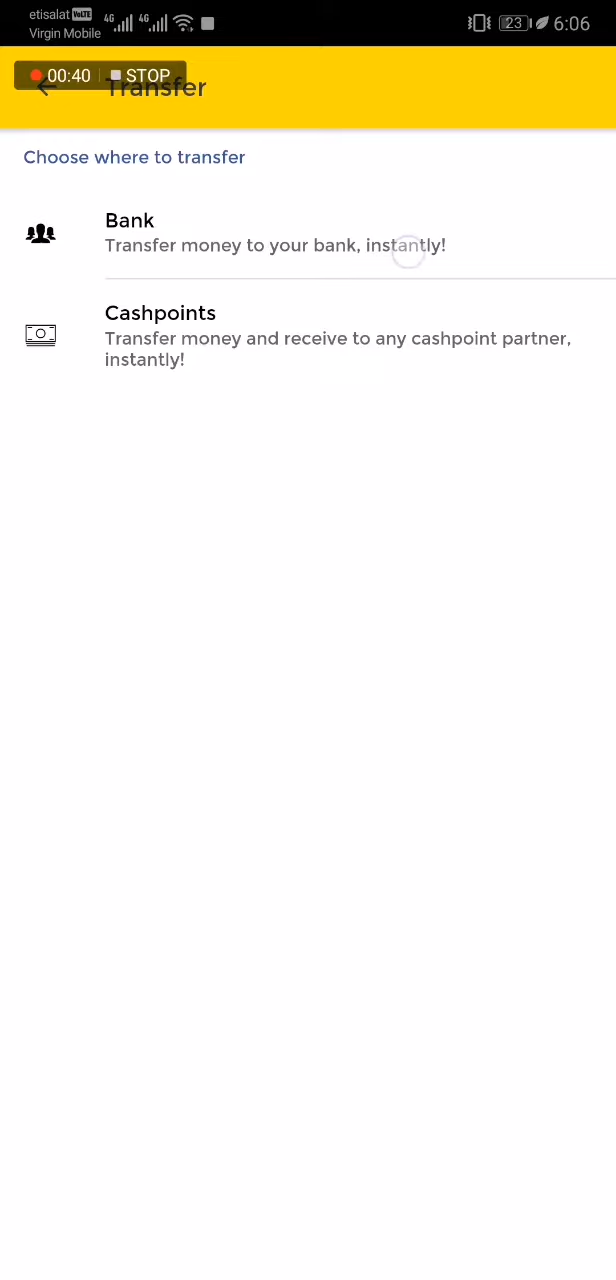 etisalat VoLTE 4G 4G 23 6:06
Virgin Mobile
00:40 STOP
Transfer
Choose where to transfer
Bank
Transfer money to your bank, instantly!
Cashpoints
Transfer money and receive to any cashpoint partner,
instantly!